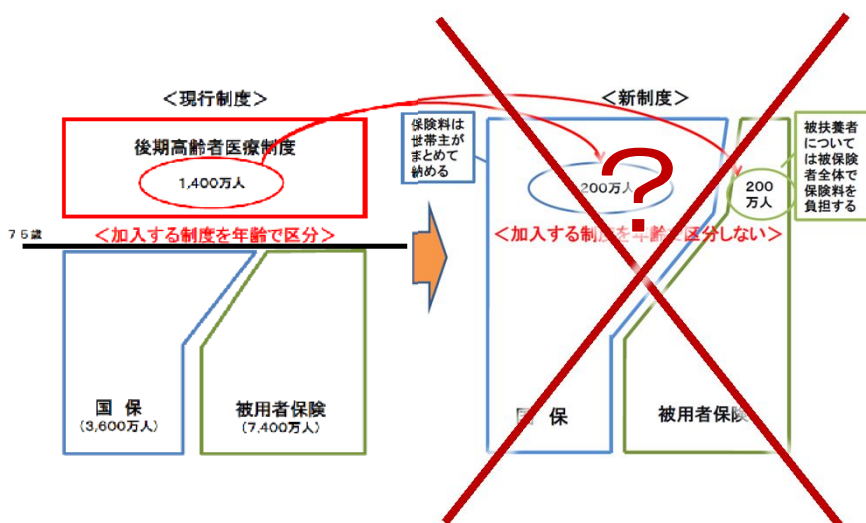 ＜現行制度＞
後期高齢者医療制度
1,400万人
７５歳
＜加入する制度を年齢で区分＞
国 保
(3,600万人)
被用者保険
(7,400万人)
＜新制度＞
保険料は
世帯主が
まとめて
納める
200万人
?
＜加入する制度を年齢で区分しない＞
200
万人
被扶養者
について
は被保険
者全体で
保険料を
負担する
国 保
被用者保険